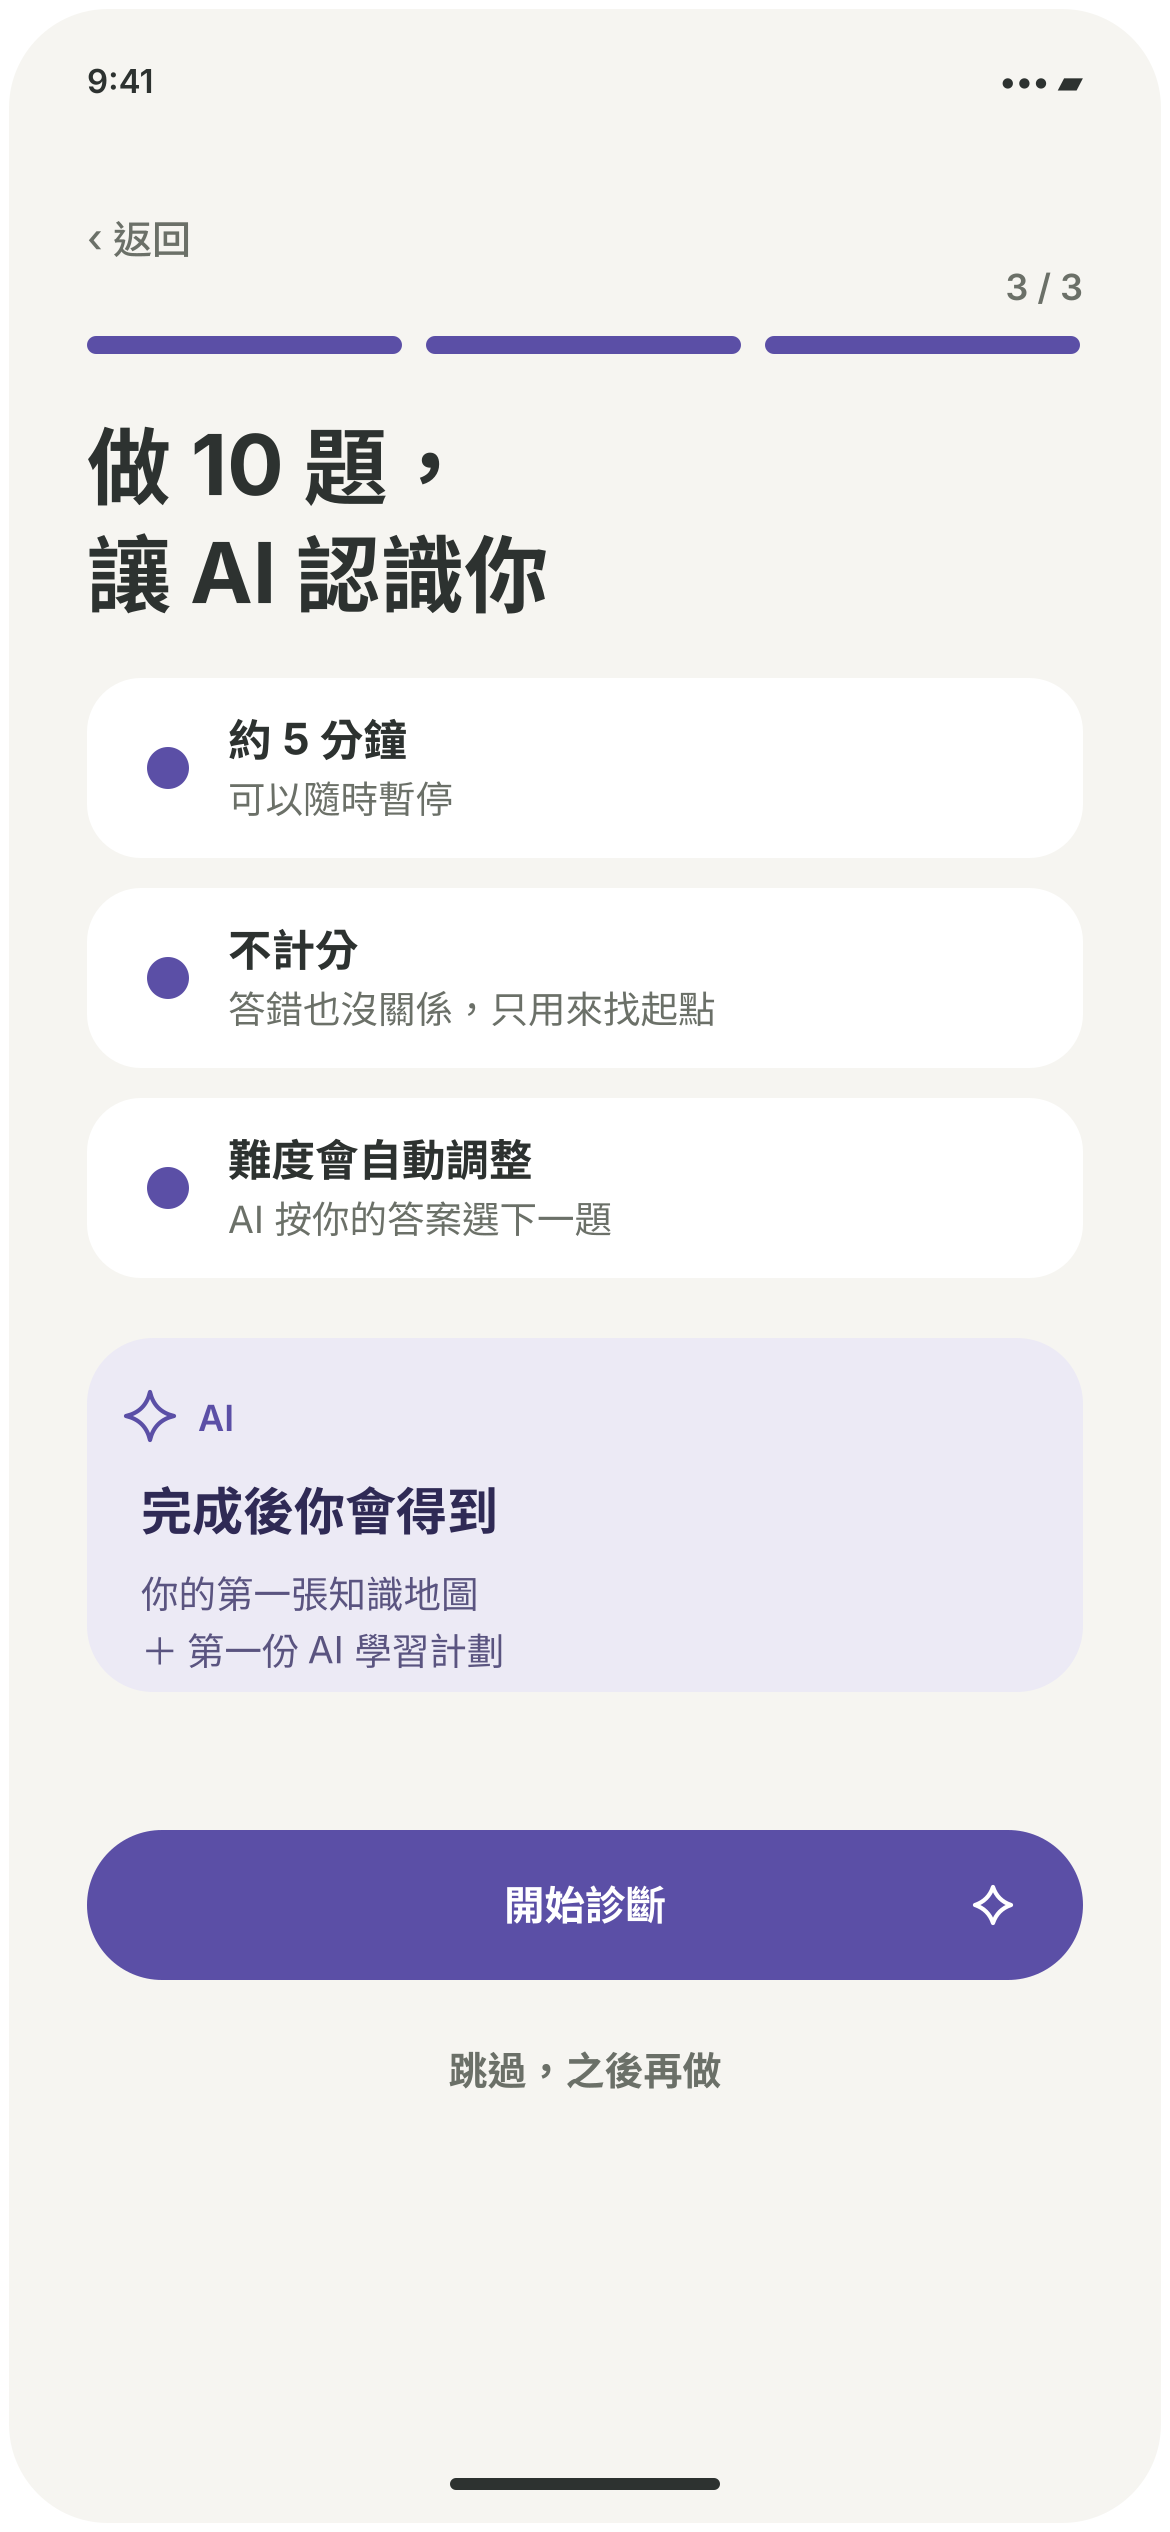 9:41
‹ 返回
3 / 3
做 10 題，
讓 AI 認識你
約 5 分鐘
可以隨時暫停
不計分
答錯也沒關係，只用來找起點
難度會自動調整
AI 按你的答案選下一題
AI
完成後你會得到
你的第一張知識地圖
＋ 第一份 AI 學習計劃
開始診斷
跳過，之後再做